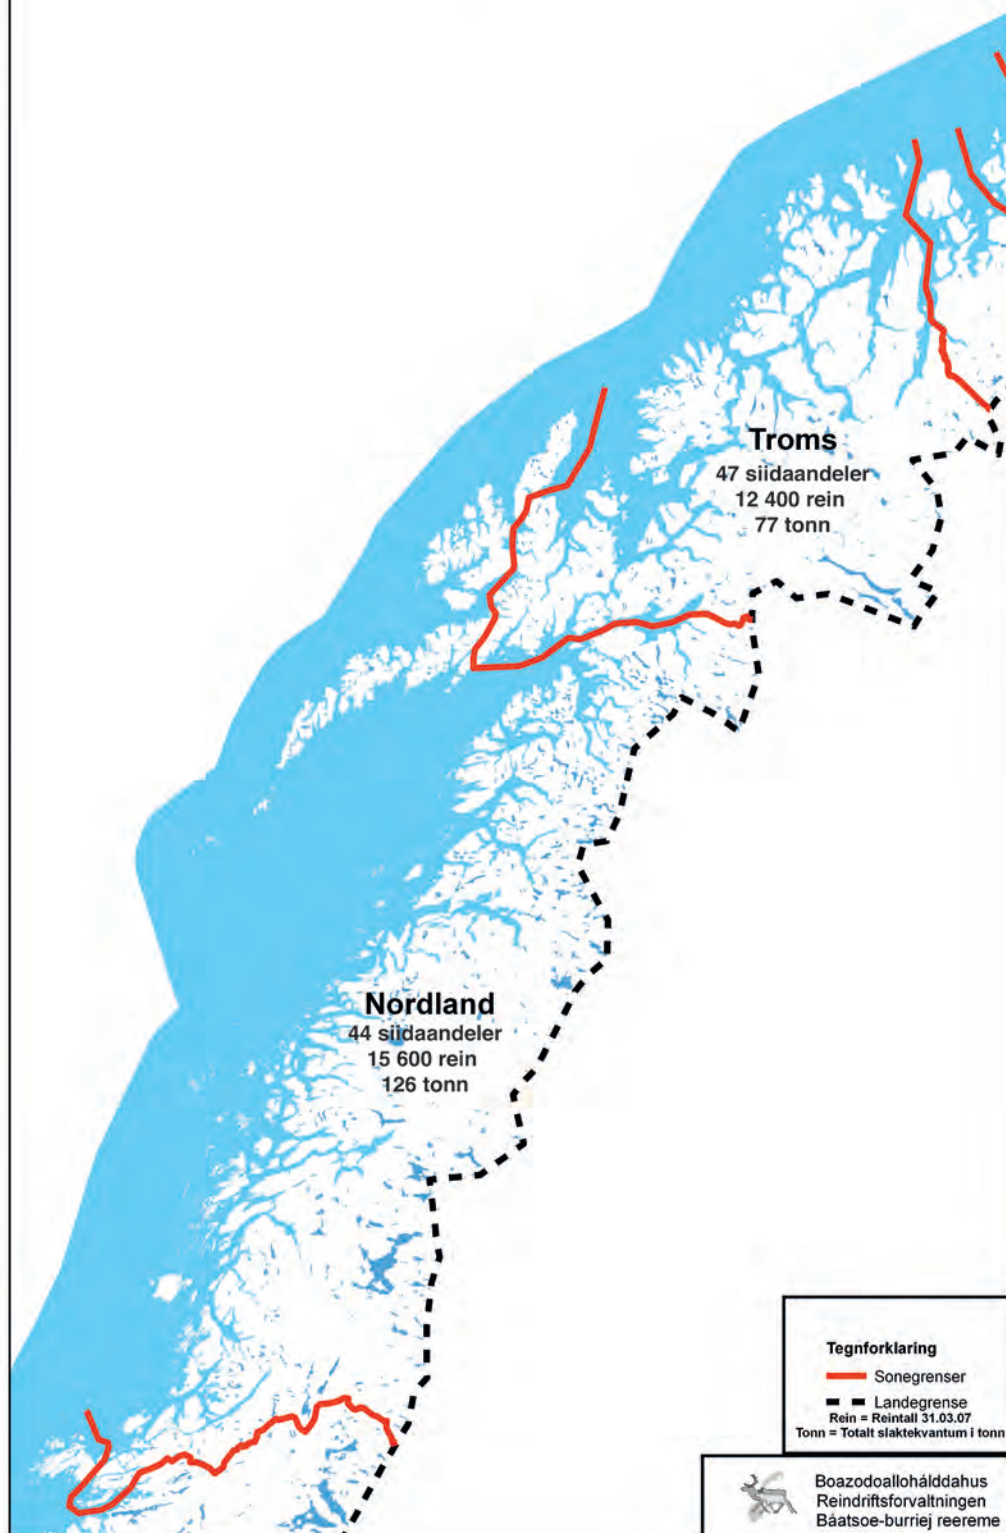 Troms
47 siidaandeler
12 400 rein
77 tonn
Nordland
44 siidaandeler
15 600 rein
126 tonn
Tegnforklaring
Sonegrenser
Landegrense
Rein = Reintall 31.03.07
Tonn = Totalt slaktekvantum i tonn
Boazodoallohálddahus
Reindriftsforvaltningen
Båatsoe-burriej reereme